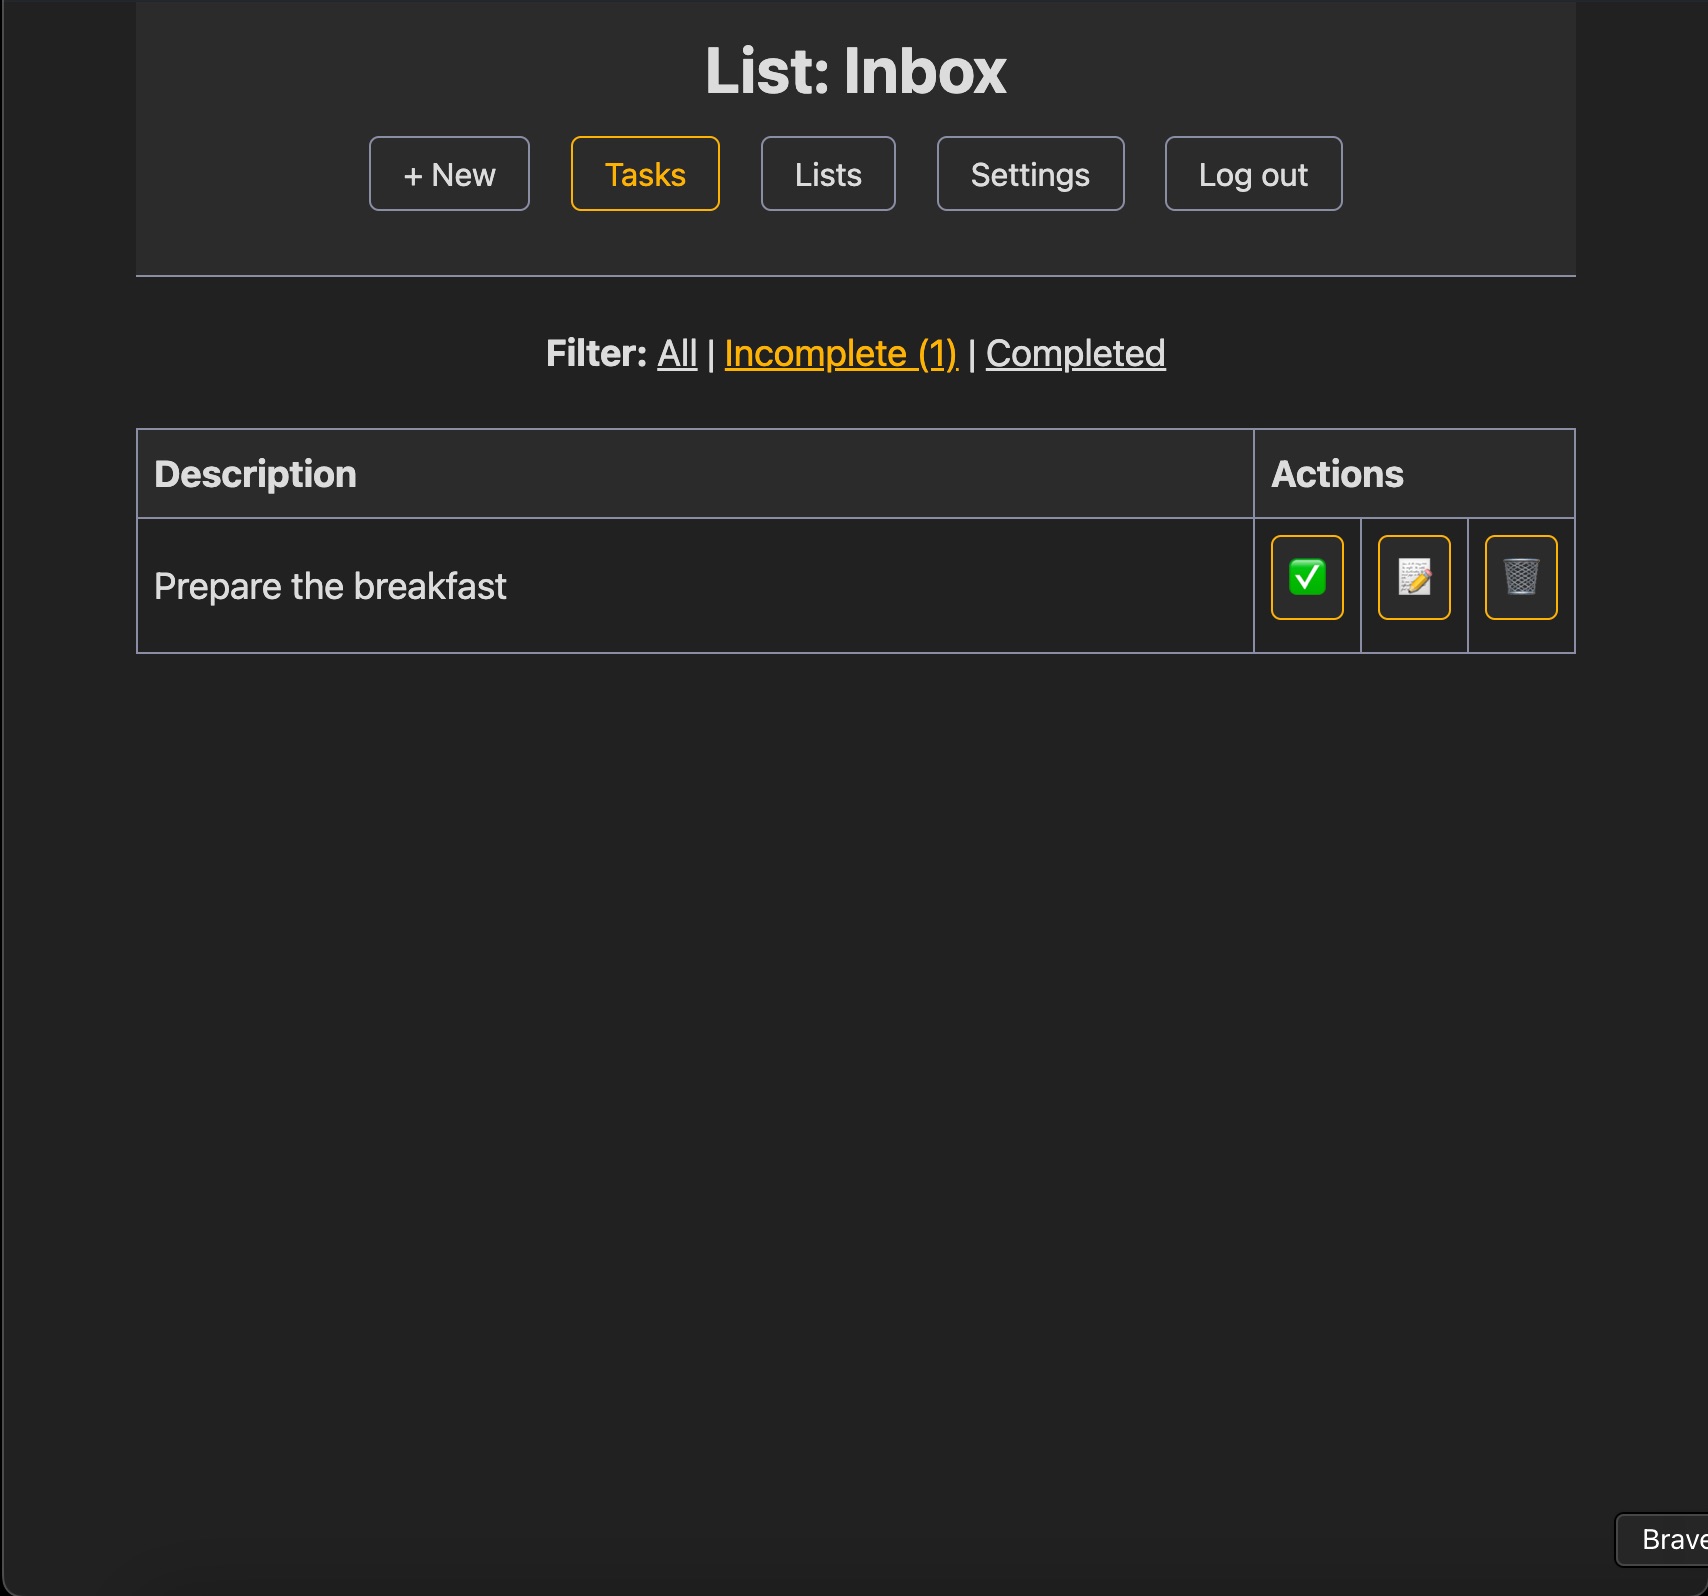 List: Inbox
+ New Tasks Lists Settings Log out
Filter: All | Incomplete (1) | Completed
Description Actions
Prepare the breakfast
Brave